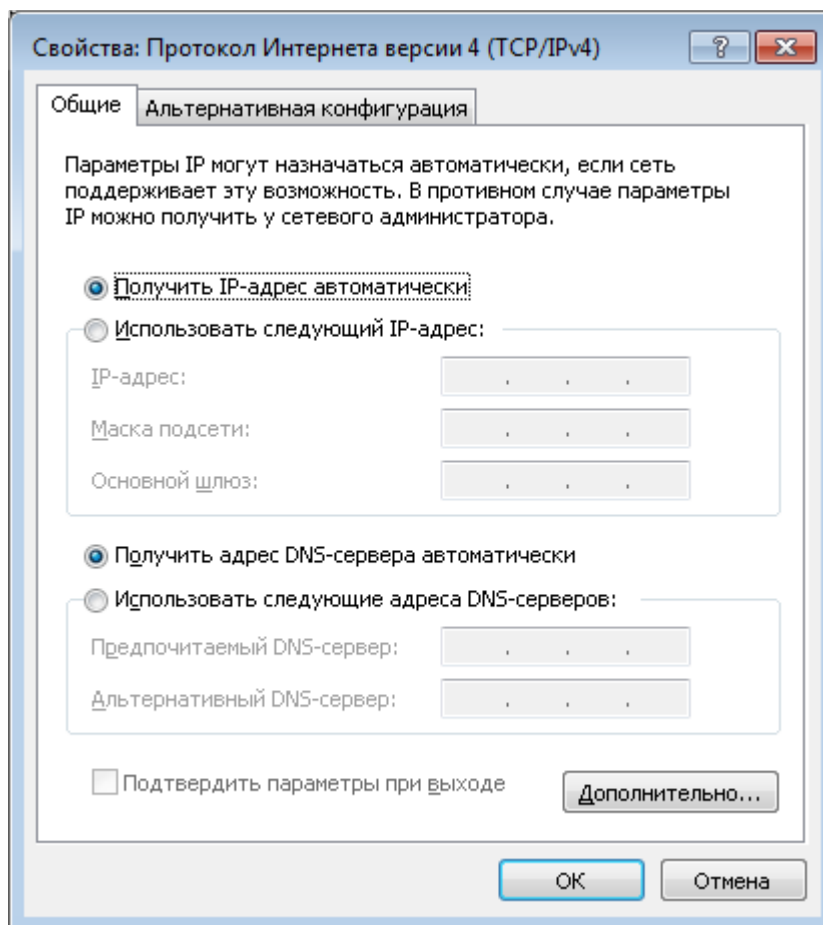 Свойства: Протокол Интернета версии 4 (TCP/IPv4)
Общие
Альтернативная конфигурация
Параметры IP могут назначаться автоматически, если сеть
поддерживает эту возможность. В противном случае параметры
IP можно получить у сетевого администратора.
Получить IP-адрес автоматически
Использовать следующий IP-адрес:
IP-адрес:
Маска подсети:
Основной шлюз:
Получить адрес DNS-сервера автоматически
Использовать следующие адреса DNS-серверов:
Предпочитаемый DNS-сервер:
Альтернативный DNS-сервер:
Подтвердить параметры при выходе
Дополнительно...
ОК
Отмена